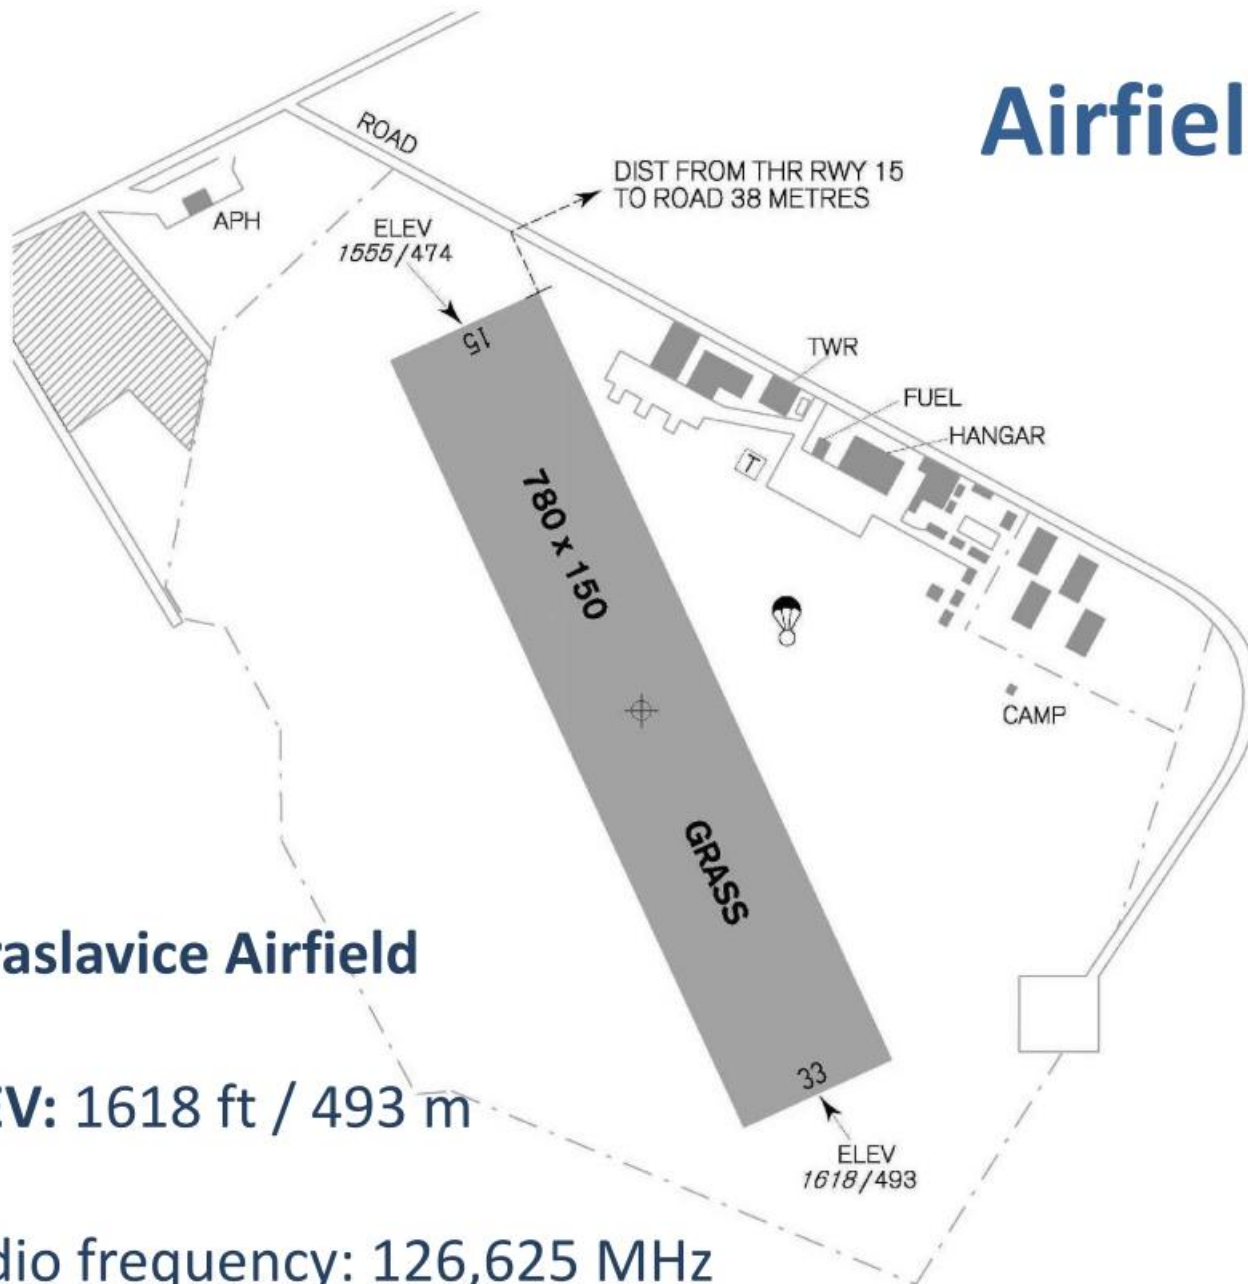 Airfiel
ROAD
DIST FROM THR RWY 15
TO ROAD 38 METRES
APH
ELEV
1555/474
15
TWR
FUEL
HANGAR
T
780 x 150
CAMP
GRASS
raslavice Airfield
33
EV: 1618 ft / 493 m
ELEV
1618/493
dio frequency: 126,625 MHz